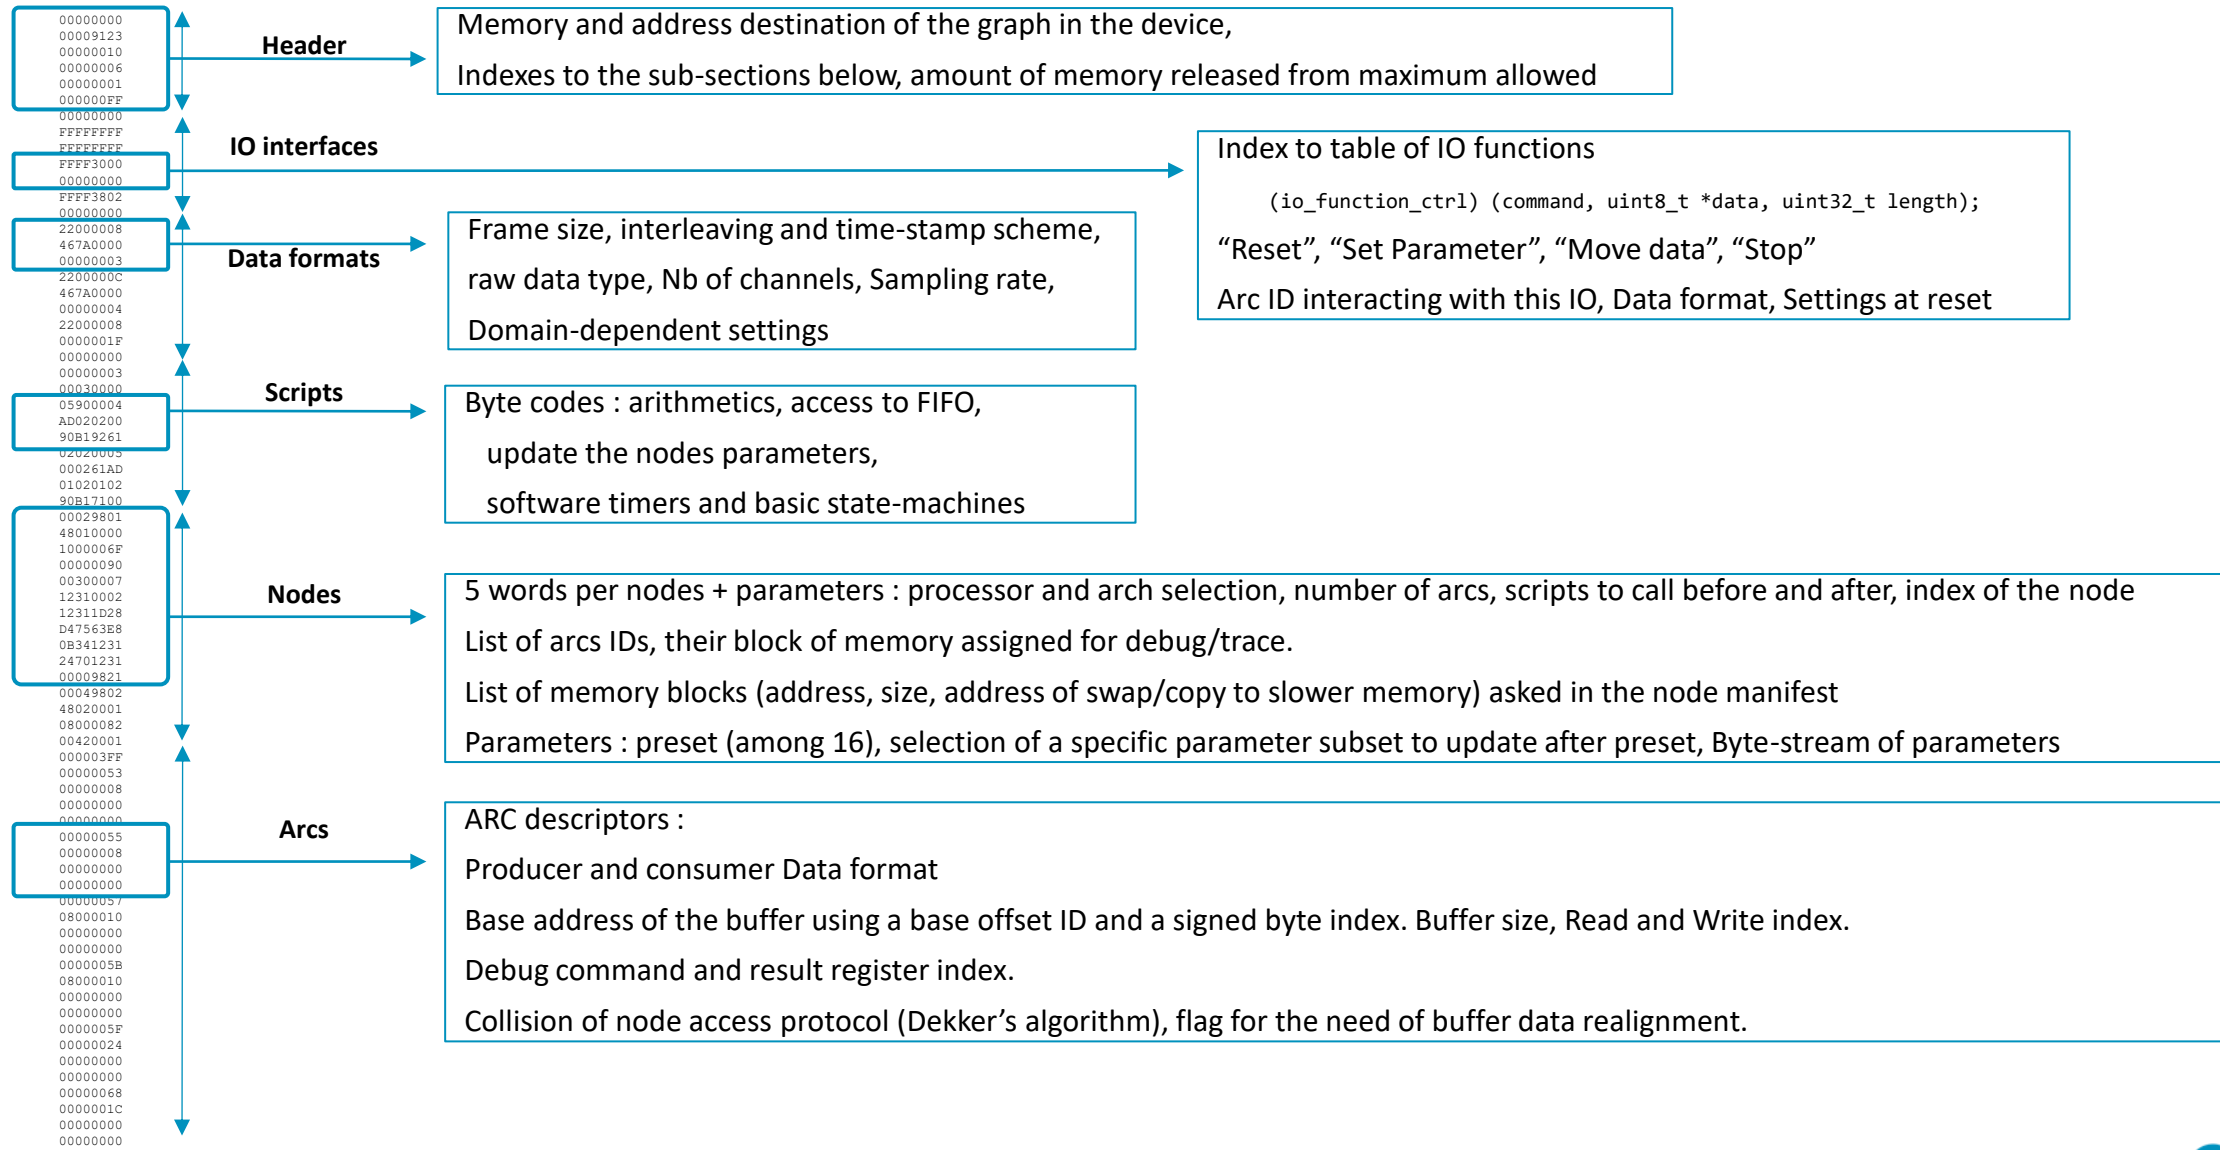 00000000
00009123
00000010
00000006
00000001
000000FF
00000000
FFFFFFFF
FFFFFFFF
FFFF3000
00000000
FFFF3802
00000000
22000008
467A0000
00000003
2200000C
467A0000
00000004
22000008
0000001F
00000000
00000003
00030000
05900004
AD020200
90B19261
02020005
000261AD
01020102
90B17100
00029801
48010000
1000006F
00000090
00300007
12310002
12311D28
D47563E8
0B341231
24701231
00009821
00049802
48020001
08000082
00420001
000003FF
00000053
00000008
00000000
00000000
00000055
00000008
00000000
00000000
00000057
08000010
00000000
00000000
0000005B
08000010
00000000
00000000
0000005F
00000024
00000000
00000000
00000068
0000001C
00000000
00000000
Header
Memory and address destination of the graph in the device,
Indexes to the sub-sections below, amount of memory released from maximum allowed
IO interfaces
Index to table of IO functions
(io_function_ctrl) (command, uint8_t *data, uint32_t length);
“Reset”, “Set Parameter”, “Move data”, “Stop”
Arc ID interacting with this IO, Data format, Settings at reset
Data formats
Frame size, interleaving and time-stamp scheme,
raw data type, Nb of channels, Sampling rate,
Domain-dependent settings
Scripts
Byte codes : arithmetics, access to FIFO,
update the nodes parameters,
software timers and basic state-machines
Nodes
5 words per nodes + parameters : processor and arch selection, number of arcs, scripts to call before and after, index of the node
List of arcs IDs, their block of memory assigned for debug/trace.
List of memory blocks (address, size, address of swap/copy to slower memory) asked in the node manifest
Parameters : preset (among 16), selection of a specific parameter subset to update after preset, Byte-stream of parameters
Arcs
ARC descriptors :
Producer and consumer Data format
Base address of the buffer using a base offset ID and a signed byte index. Buffer size, Read and Write index.
Debug command and result register index.
Collision of node access protocol (Dekker’s algorithm), flag for the need of buffer data realignment.